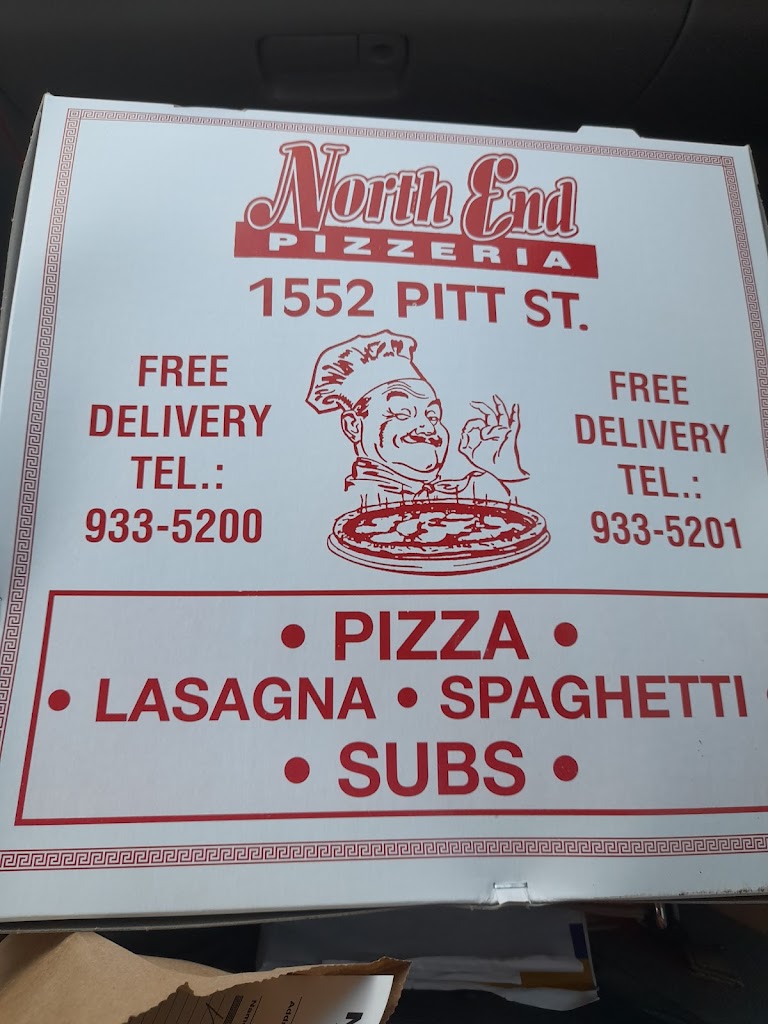 North End
PIZZERIA
1552 PITT ST.
FREE
DELIVERY
TEL.:
933-5200
FREE
DELIVERY
TEL.:
933-5201
• PIZZA •
• LASAGNA • SPAGHETTI •
• SUBS •